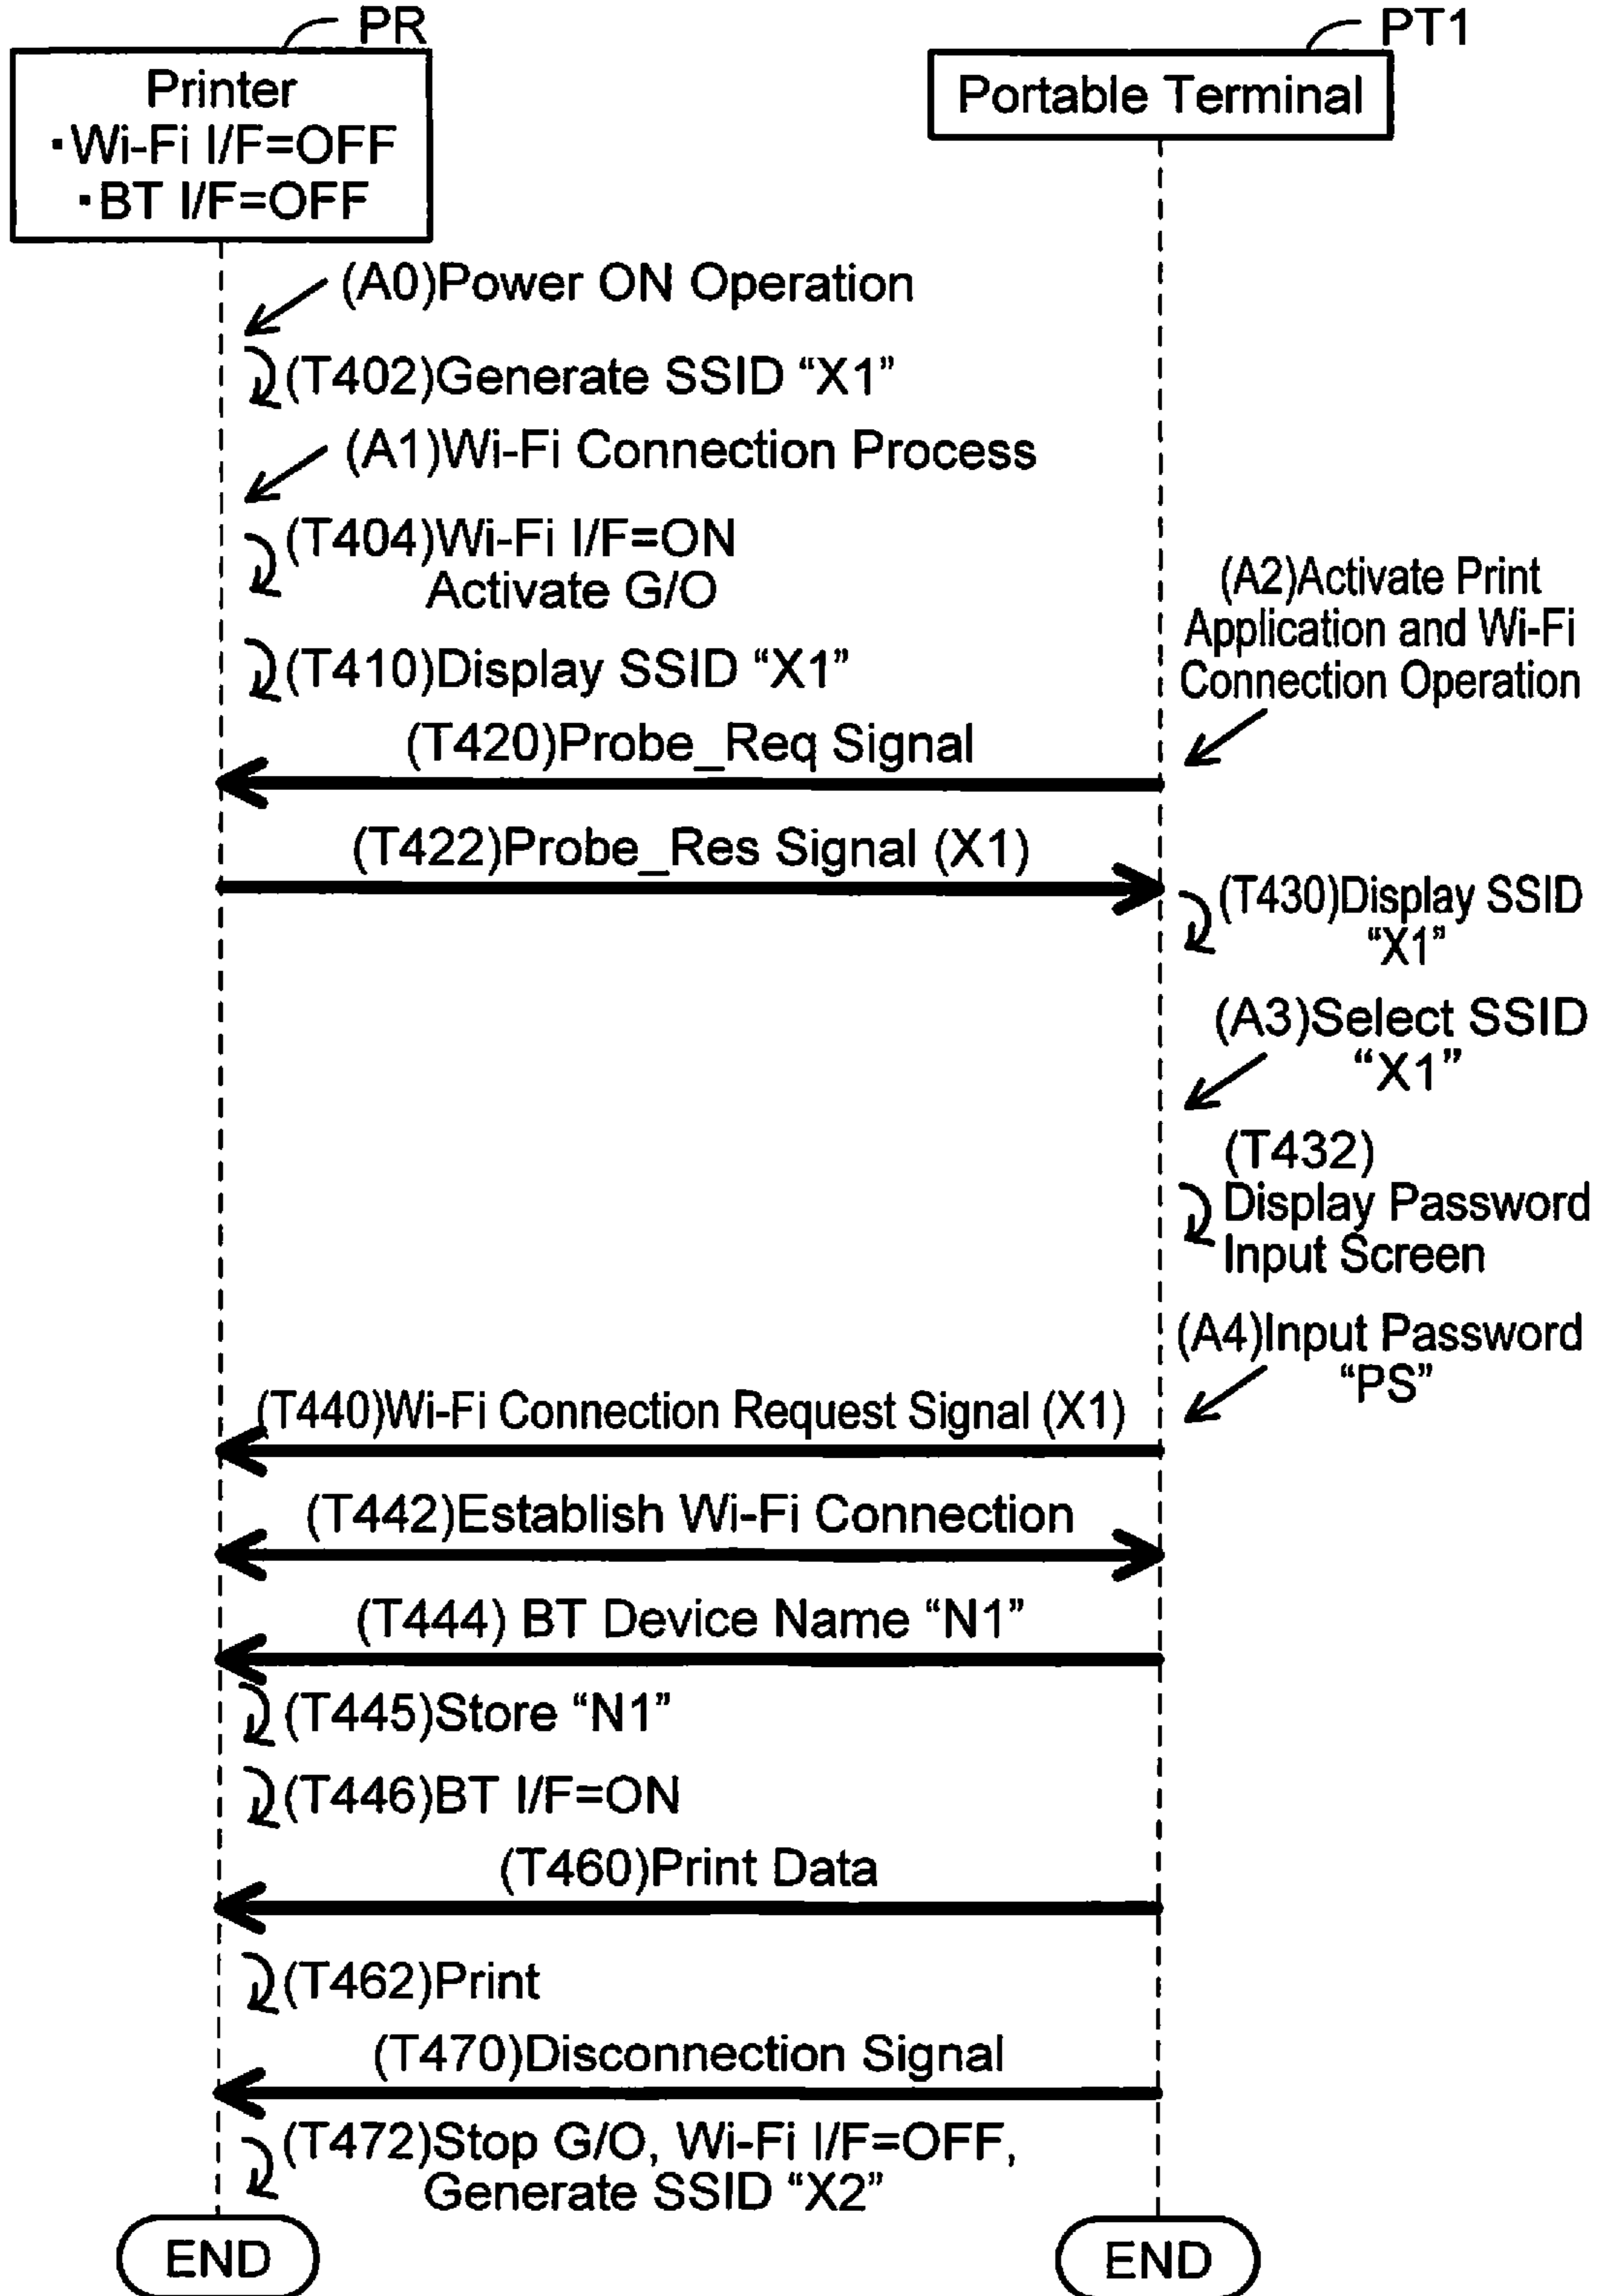 PR
PT1
Printer
・Wi-Fi I/F=OFF
・BT I/F=OFF
Portable Terminal
(A0)Power ON Operation
(T402)Generate SSID “X1”
(A1)Wi-Fi Connection Process
(T404)Wi-Fi I/F=ON
Activate G/O
(A2)Activate Print
Application and Wi-Fi
Connection Operation
(T410)Display SSID “X1”
(T420)Probe_Req Signal
(T422)Probe_Res Signal (X1)
(T430)Display SSID
“X1”
(A3)Select SSID
“X1”
(T432)
Display Password
Input Screen
(A4)Input Password
“PS”
(T440)Wi-Fi Connection Request Signal (X1)
(T442)Establish Wi-Fi Connection
(T444) BT Device Name “N1”
(T445)Store “N1”
(T446)BT I/F=ON
(T460)Print Data
(T462)Print
(T470)Disconnection Signal
(T472)Stop G/O, Wi-Fi I/F=OFF,
Generate SSID “X2”
END
END